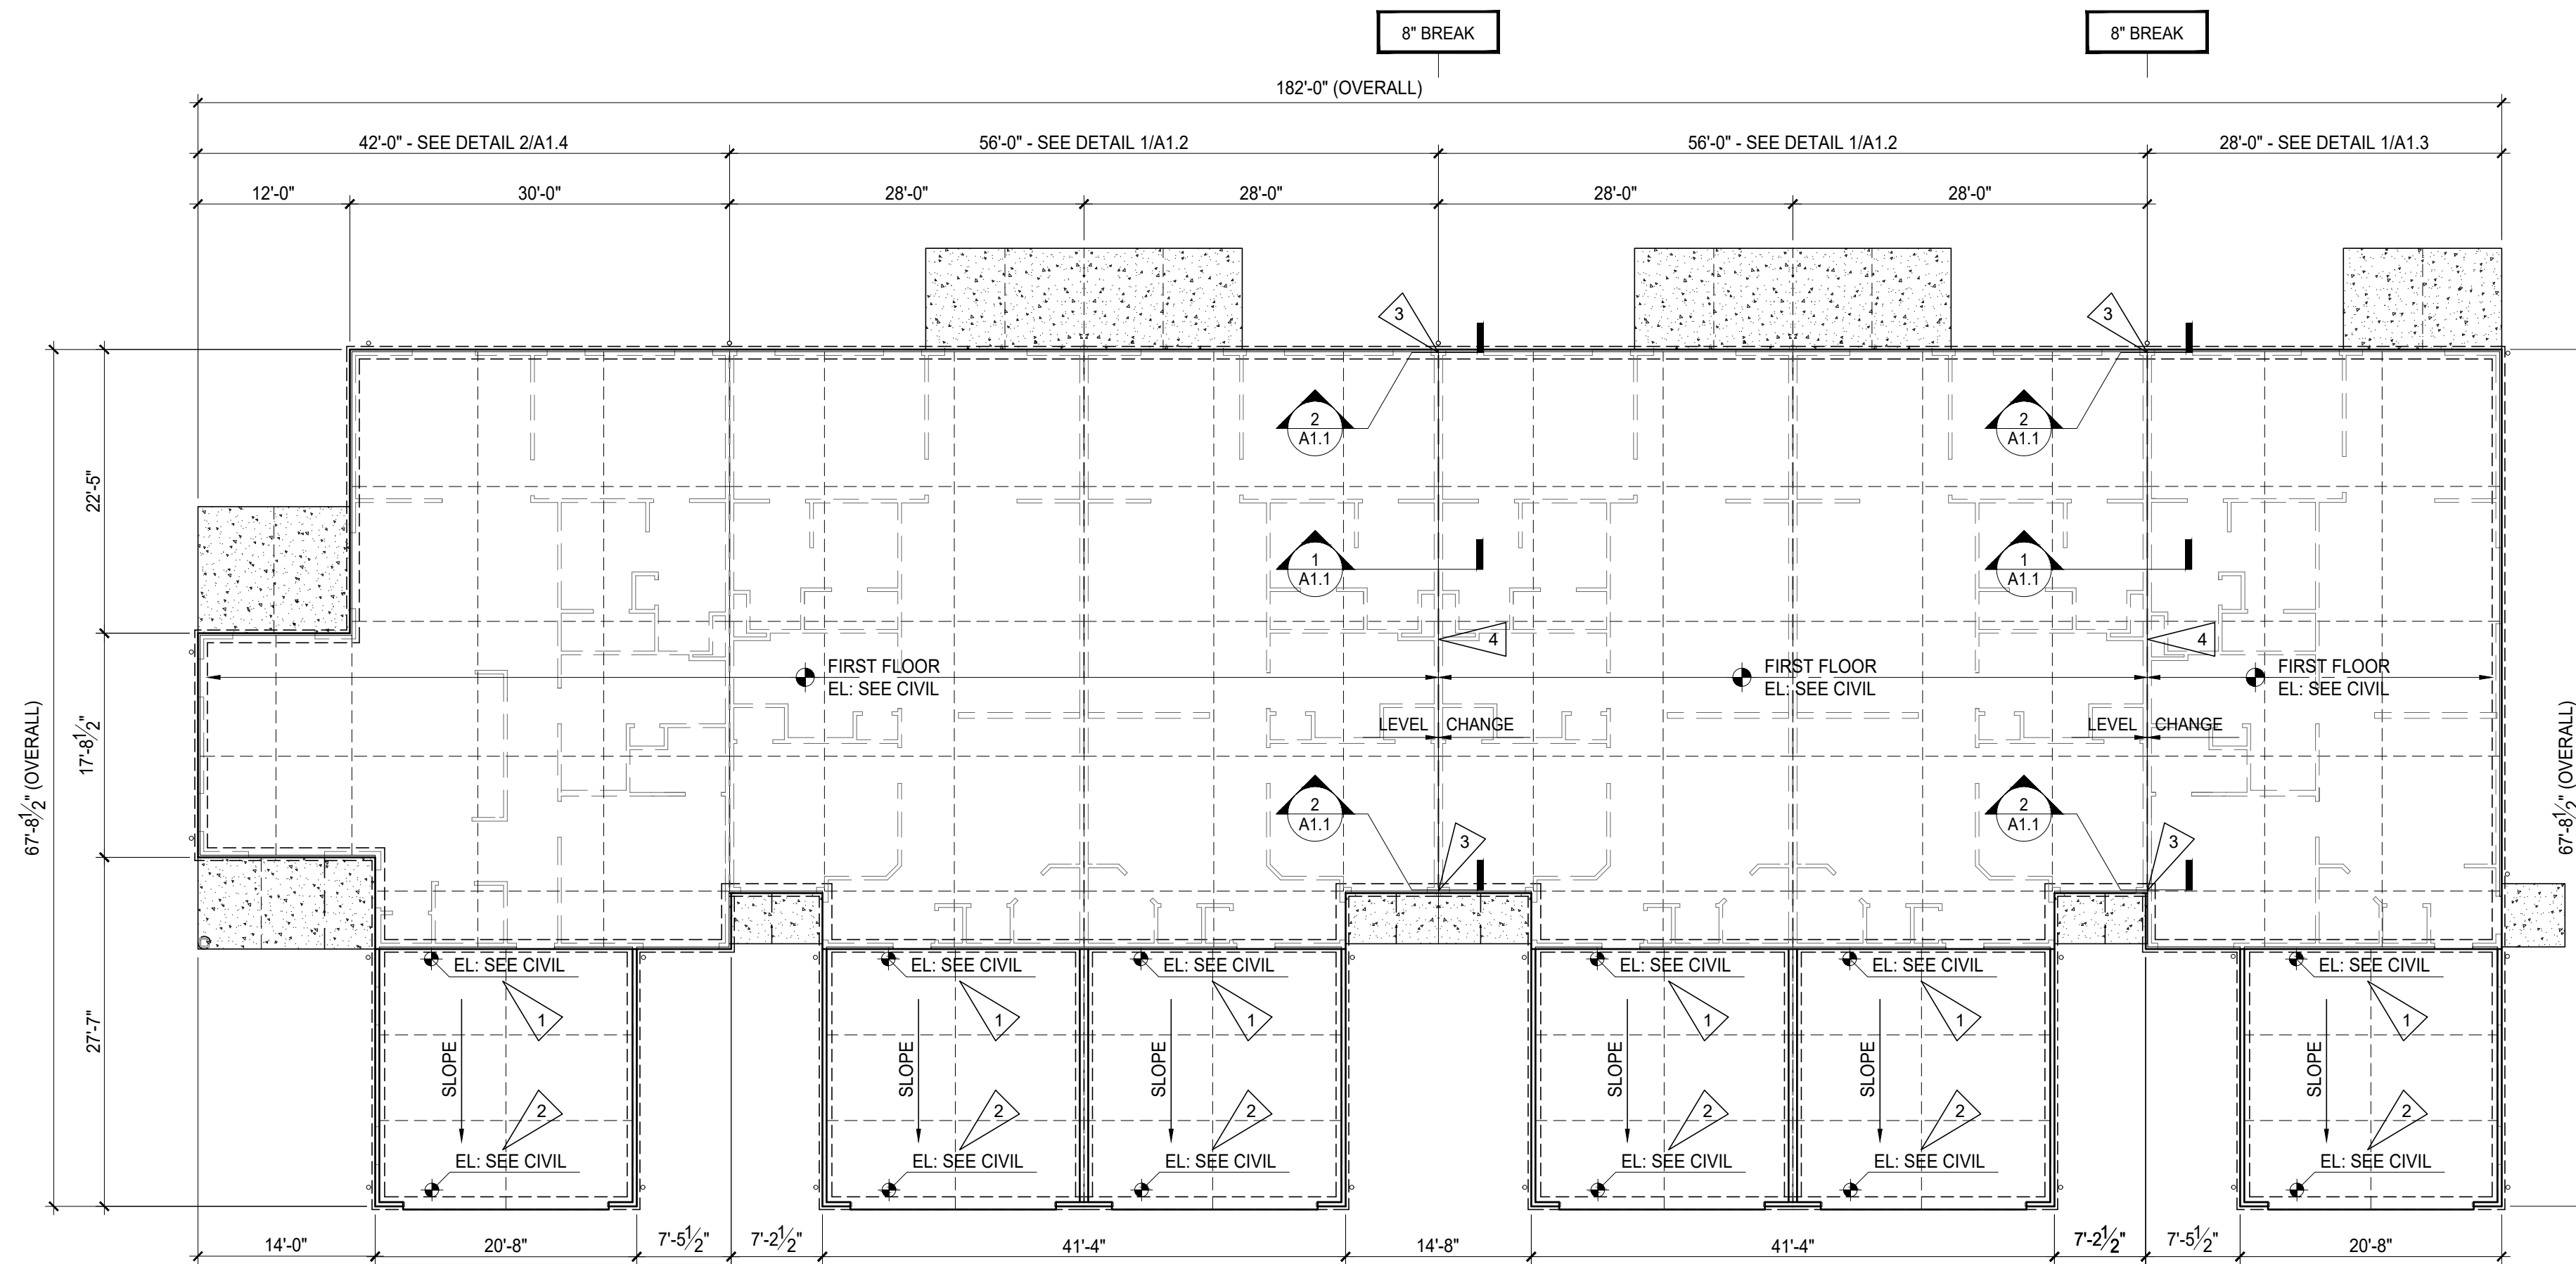 8" BREAK
8" BREAK
182'-0" (OVERALL)
42'-0" - SEE DETAIL 2/A1.4
56'-0" - SEE DETAIL 1/A1.2
56'-0" - SEE DETAIL 1/A1.2
28'-0" - SEE DETAIL 1/A1.3
12'-0"
30'-0"
28'-0"
28'-0"
28'-0"
28'-0"
3
3
2
A1.1
2
A1.1
22'-5"
1
A1.1
1
A1.1
4
4
FIRST FLOOR
EL: SEE CIVIL
FIRST FLOOR
EL: SEE CIVIL
FIRST FLOOR
EL: SEE CIVIL
LEVEL CHANGE
LEVEL CHANGE
67'-8½" (OVERALL)
17'-8½"
67'-8½" (OVERALL)
2
A1.1
3
2
A1.1
3
EL: SEE CIVIL
EL: SEE CIVIL
EL: SEE CIVIL
EL: SEE CIVIL
EL: SEE CIVIL
EL: SEE CIVIL
1
1
1
1
1
1
27'-7"
SLOPE
SLOPE
SLOPE
SLOPE
SLOPE
SLOPE
2
2
2
2
2
2
EL: SEE CIVIL
EL: SEE CIVIL
EL: SEE CIVIL
EL: SEE CIVIL
EL: SEE CIVIL
EL: SEE CIVIL
14'-0"
20'-8"
7'-5½"
7'-2½"
41'-4"
14'-8"
41'-4"
7'-2½"
7'-5½"
20'-8"